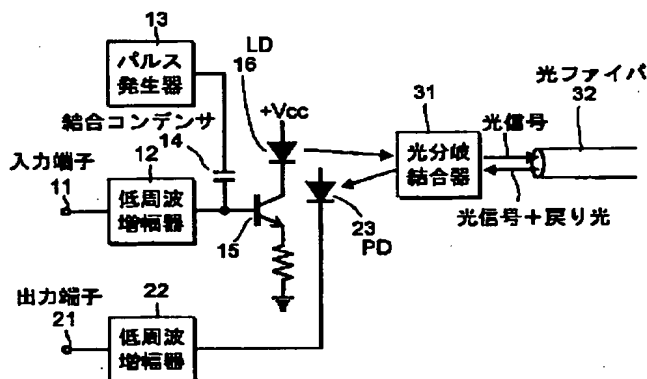 13
パルス
発生器
LD
16
+Vcc
結合コンデンサ
14
入力端子
11
12
低周波
増幅器
15
23
PD
31
光分岐
結合器
光信号
光ファイバ
32
光信号+戻り光
出力端子
21
22
低周波
増幅器